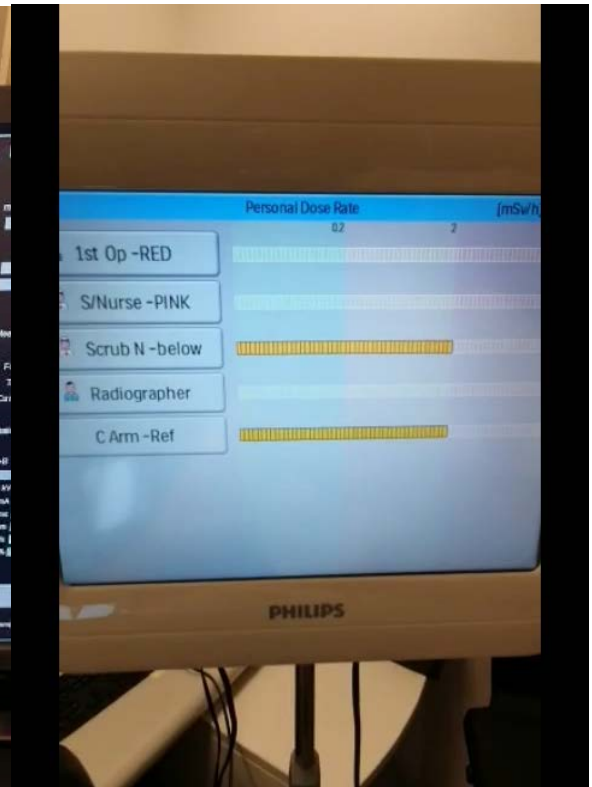 Personal Dose Rate [mSv/h]
0.2 2
1st Op -RED
S/Nurse -PINK
Scrub N -below
Radiographer
C Arm -Ref
PHILIPS